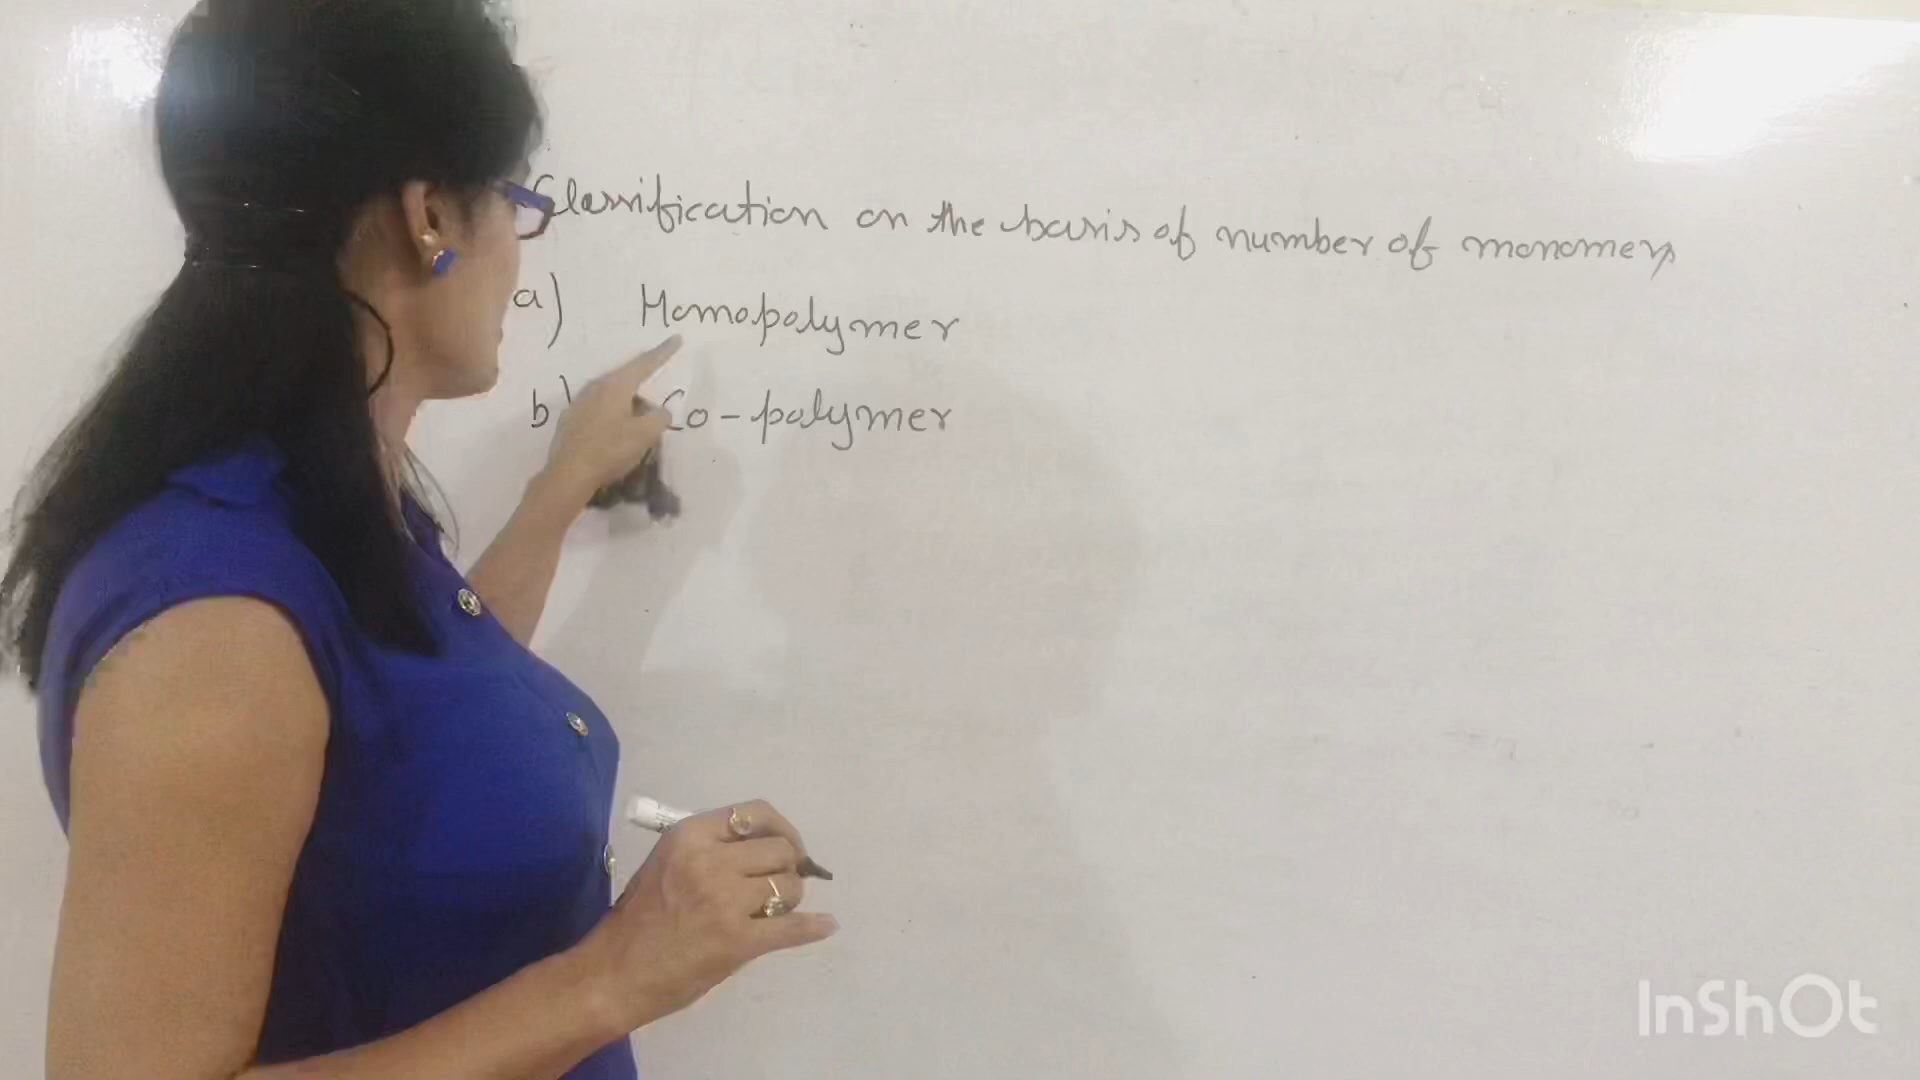 Classification on the basis of number of monomers
a) Homopolymer
b) Co-polymer
InShOt